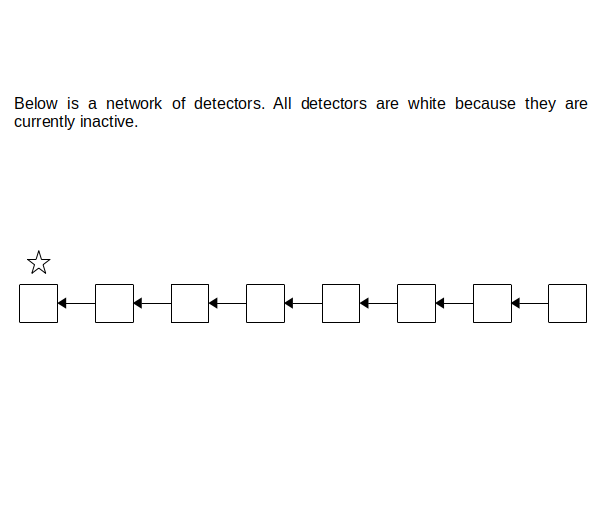 Below is a network of detectors. All detectors are white because they are
currently inactive.